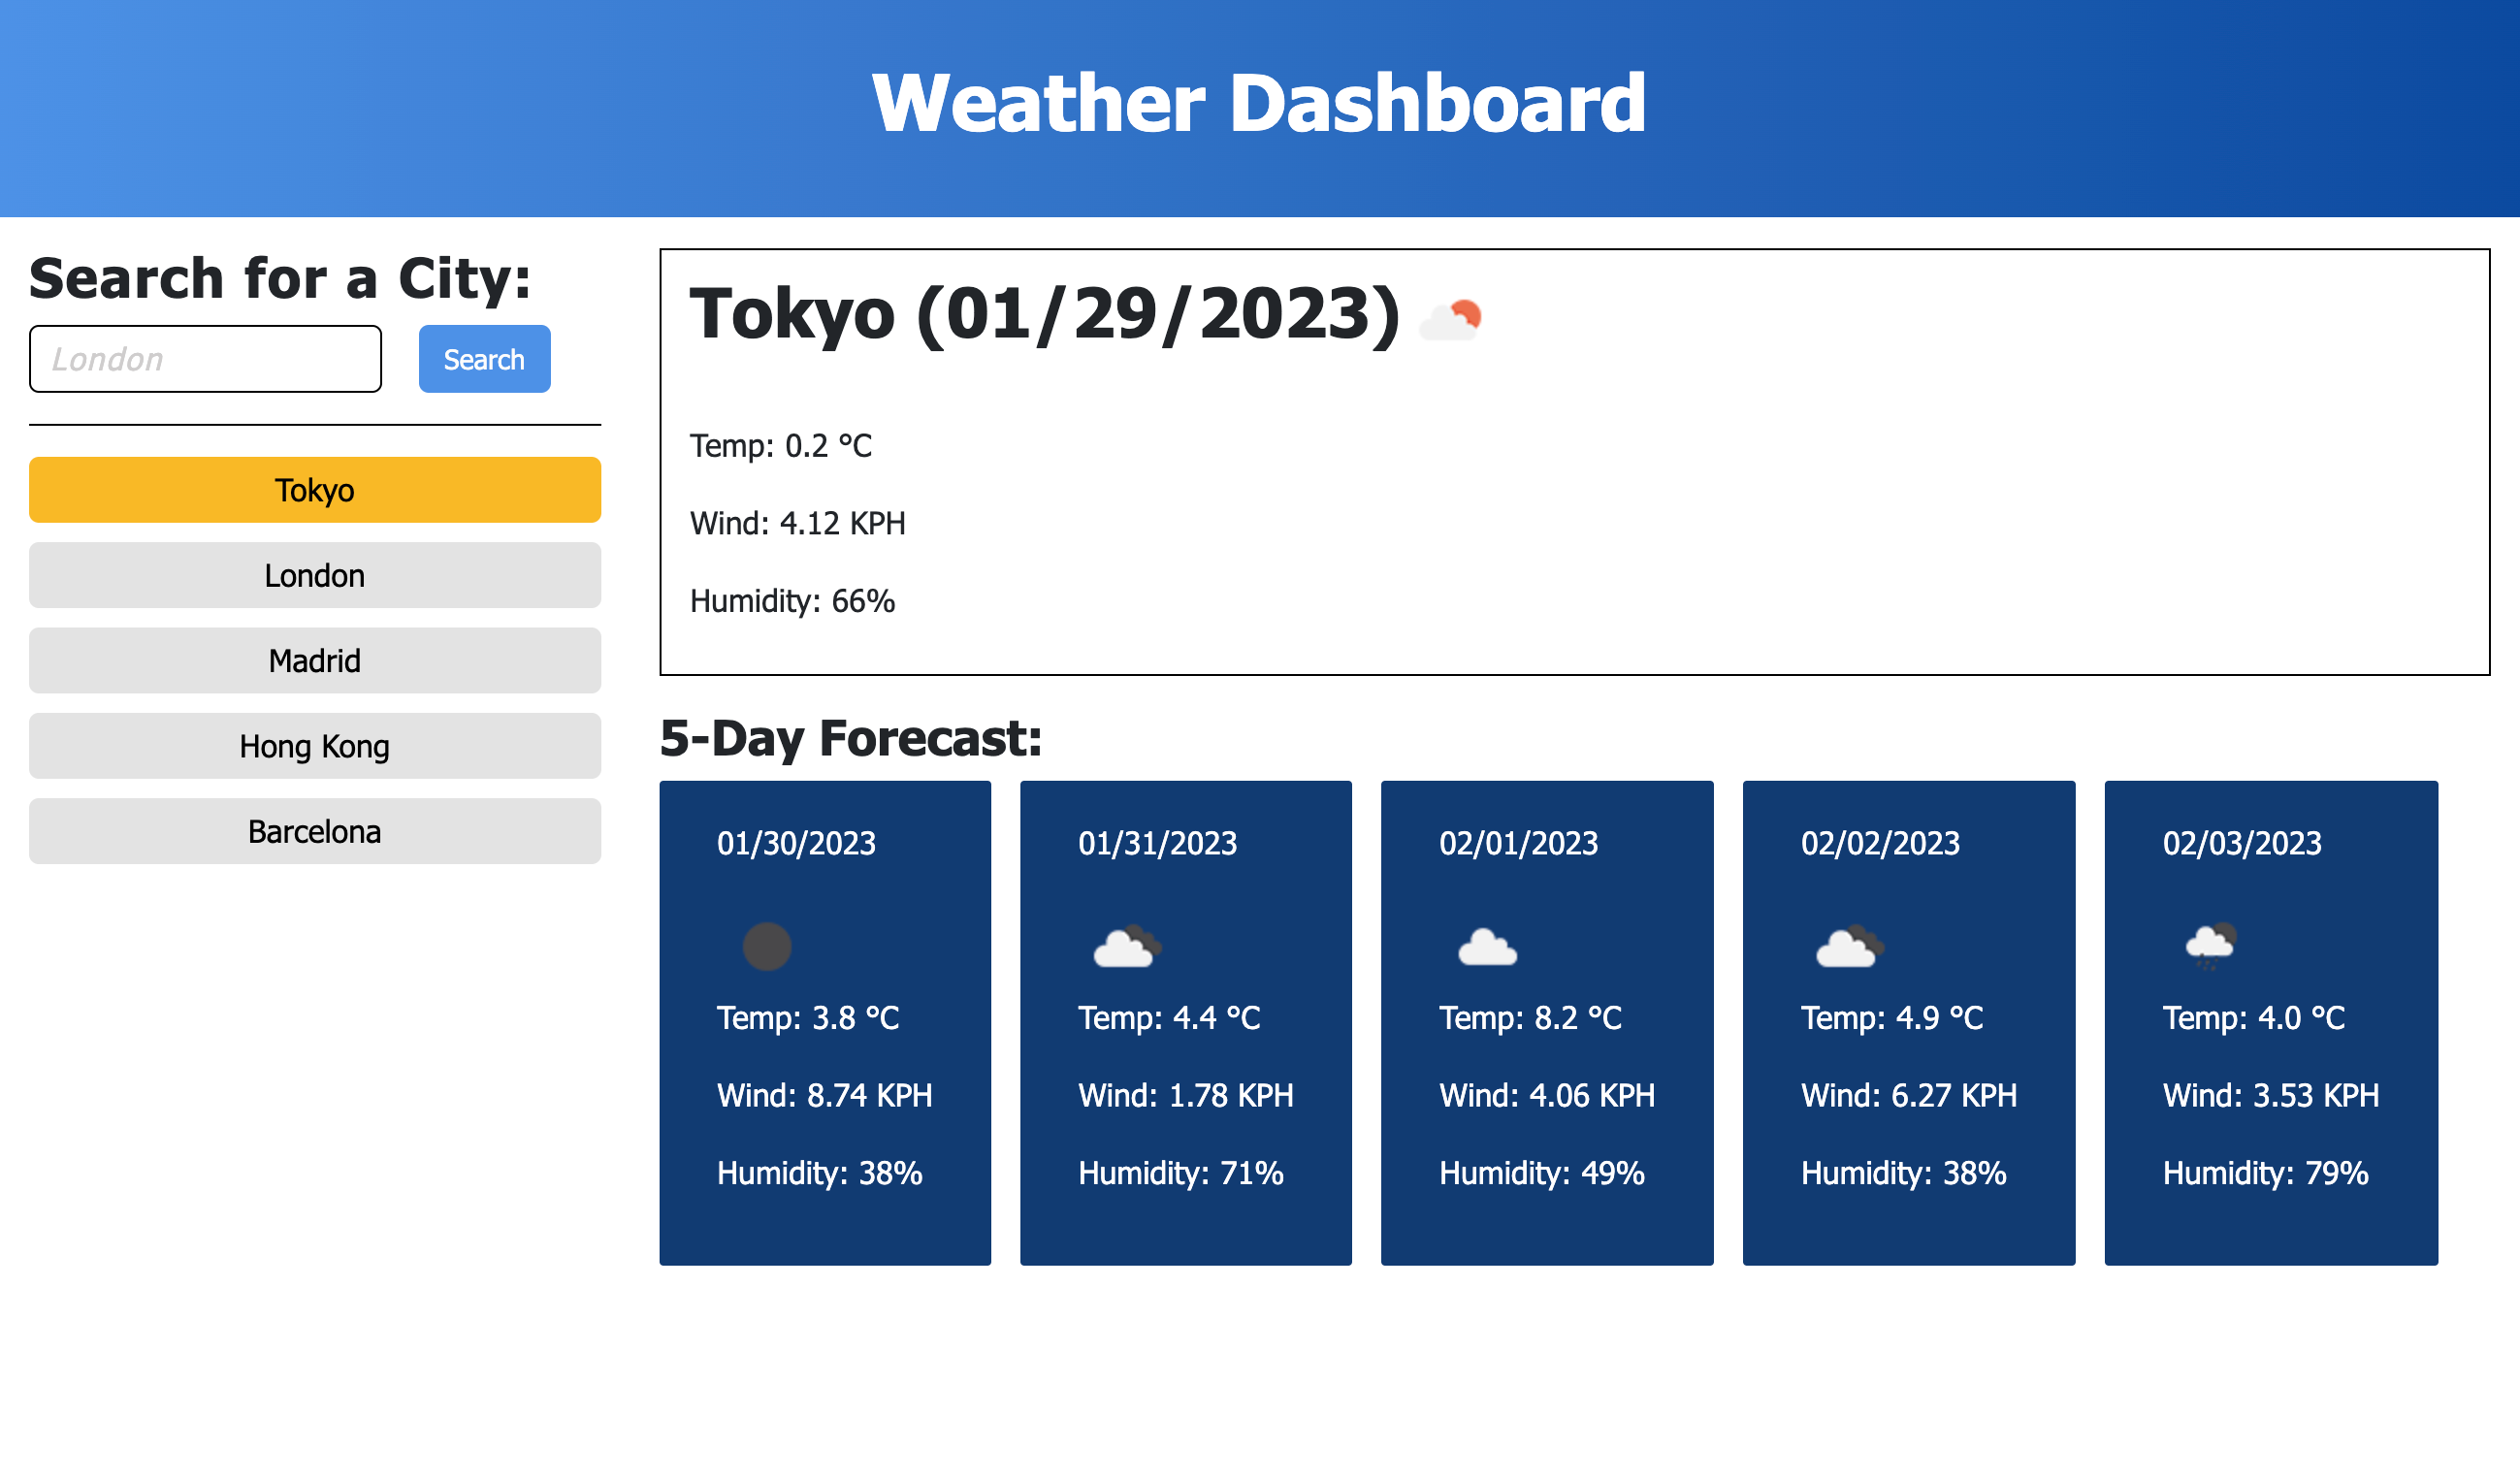 Weather Dashboard
Search for a City:
London
Search
Tokyo
London
Madrid
Hong Kong
Barcelona
Tokyo (01/29/2023)
Temp: 0.2 °C
Wind: 4.12 KPH
Humidity: 66%
5-Day Forecast:
01/30/2023
Temp: 3.8 °C
Wind: 8.74 KPH
Humidity: 38%
01/31/2023
Temp: 4.4 °C
Wind: 1.78 KPH
Humidity: 71%
02/01/2023
Temp: 8.2 °C
Wind: 4.06 KPH
Humidity: 49%
02/02/2023
Temp: 4.9 °C
Wind: 6.27 KPH
Humidity: 38%
02/03/2023
Temp: 4.0 °C
Wind: 3.53 KPH
Humidity: 79%